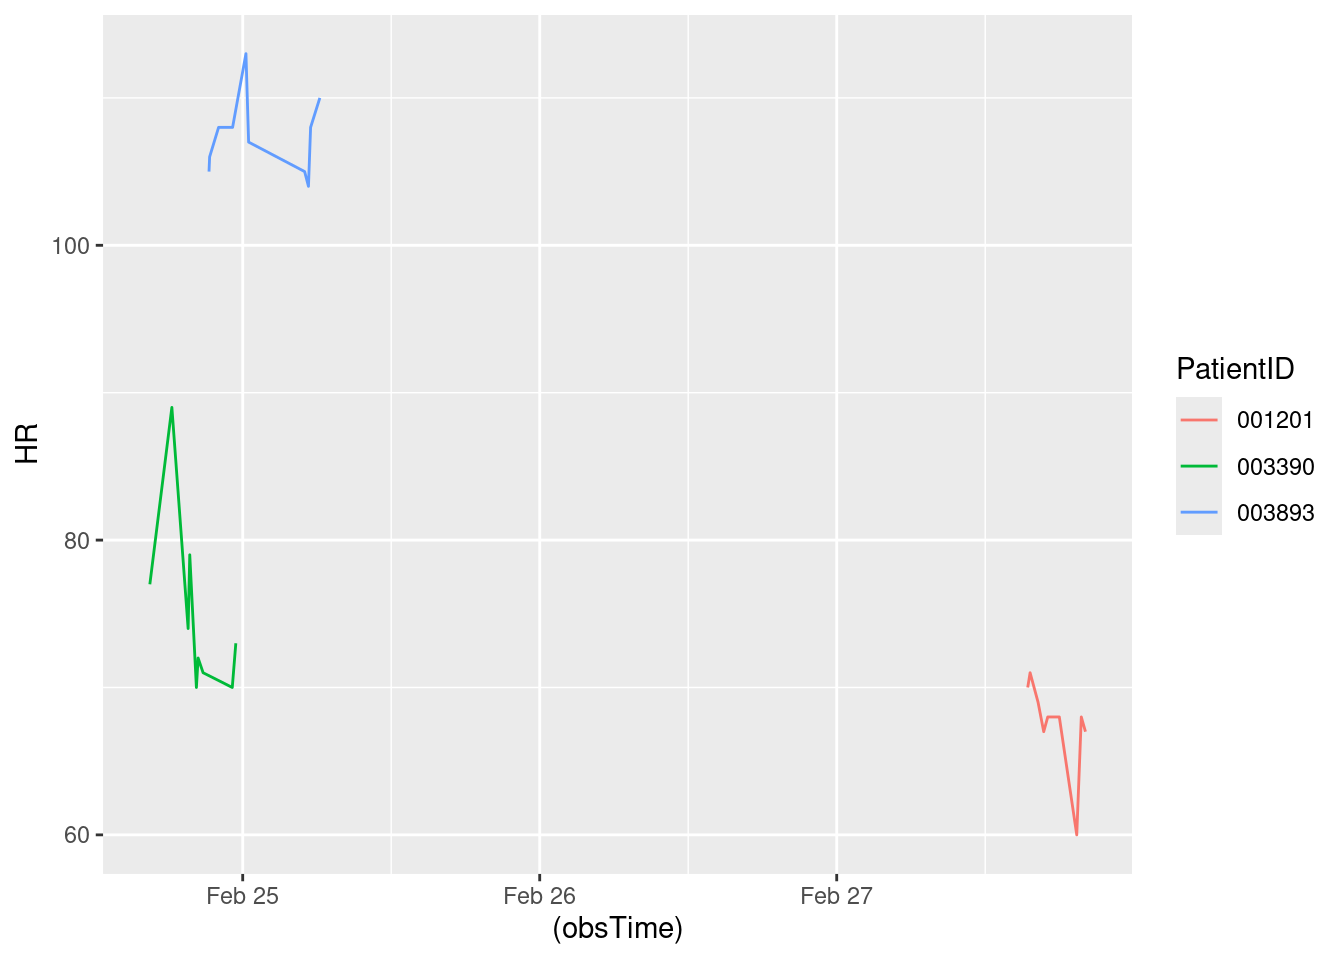 HR
100
80
60
Feb 25
Feb 26
Feb 27
(obsTime)
PatientID
001201
003390
003893